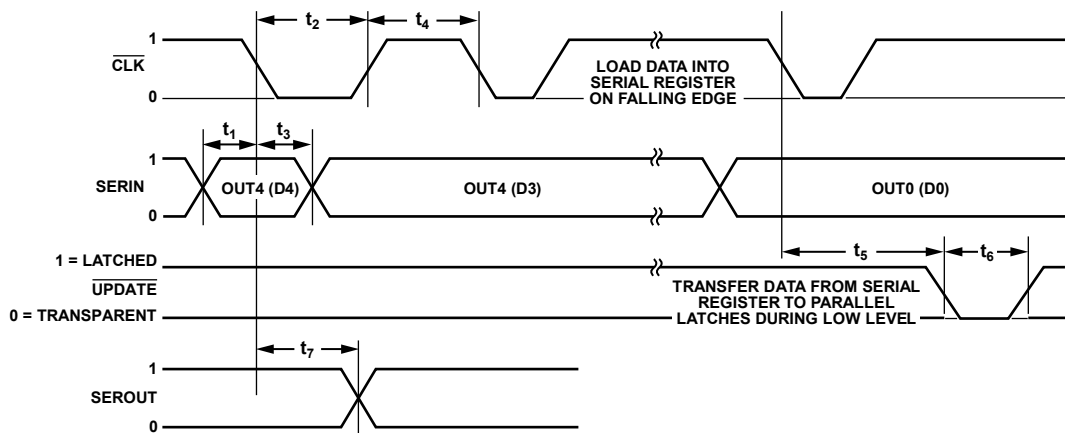 t2
t4
1
CLK
0
LOAD DATA INTO
SERIAL REGISTER
ON FALLING EDGE
t1
t3
1
SERIN
0
OUT4 (D4)
OUT4 (D3)
OUT0 (D0)
1 = LATCHED
UPDATE
0 = TRANSPARENT
t5
t6
TRANSFER DATA FROM SERIAL
REGISTER TO PARALLEL
LATCHES DURING LOW LEVEL
t7
1
SEROUT
0